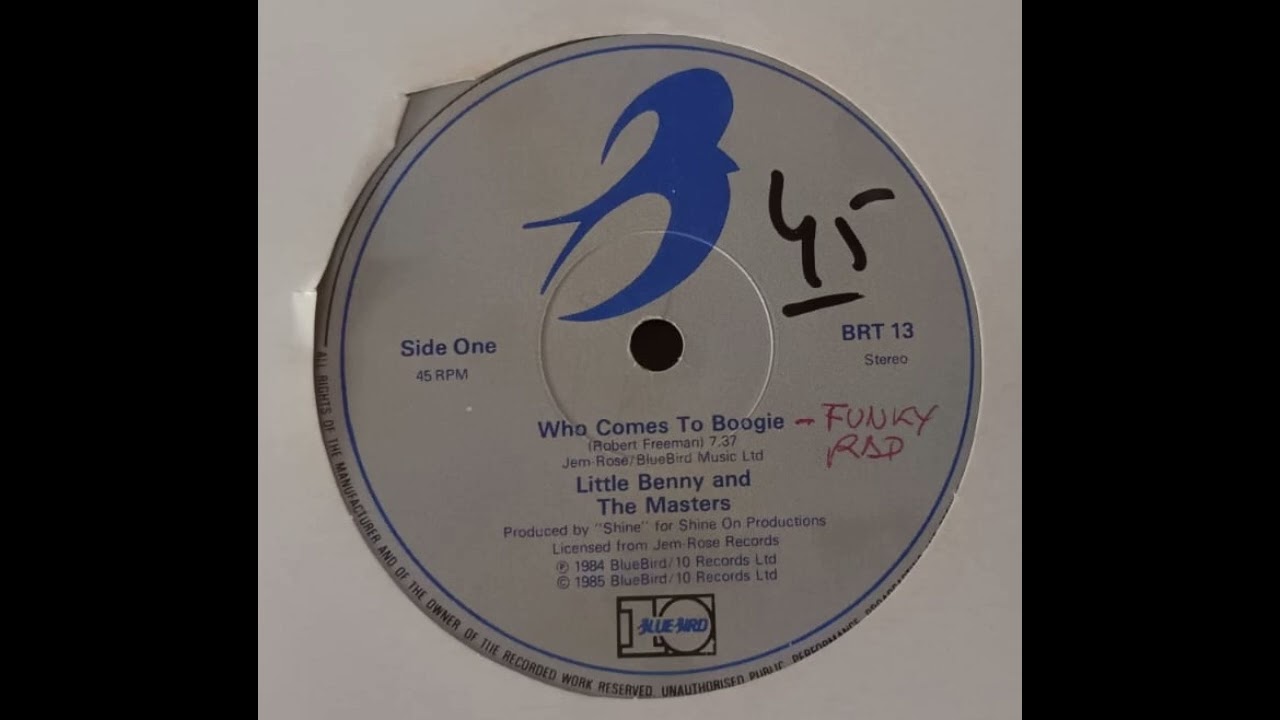 45
Side One
45 RPM
BRT 13
Stereo
Who Comes To Boogie - FUNKY
RAP
(Robert Freeman) 7.37
Jem-Rose/BlueBird Music Ltd
Little Benny and
The Masters
Produced by "Shine" for Shine On Productions
Licensed from Jem-Rose Records
℗ 1984 BlueBird/10 Records Ltd
© 1985 BlueBird/10 Records Ltd
10
BLUEBIRD
ALL RIGHTS OF THE MANUFACTURER AND OF THE OWNER OF THE RECORDED WORK RESERVED. UNAUTHORISED PUBLIC PERFORMANCE